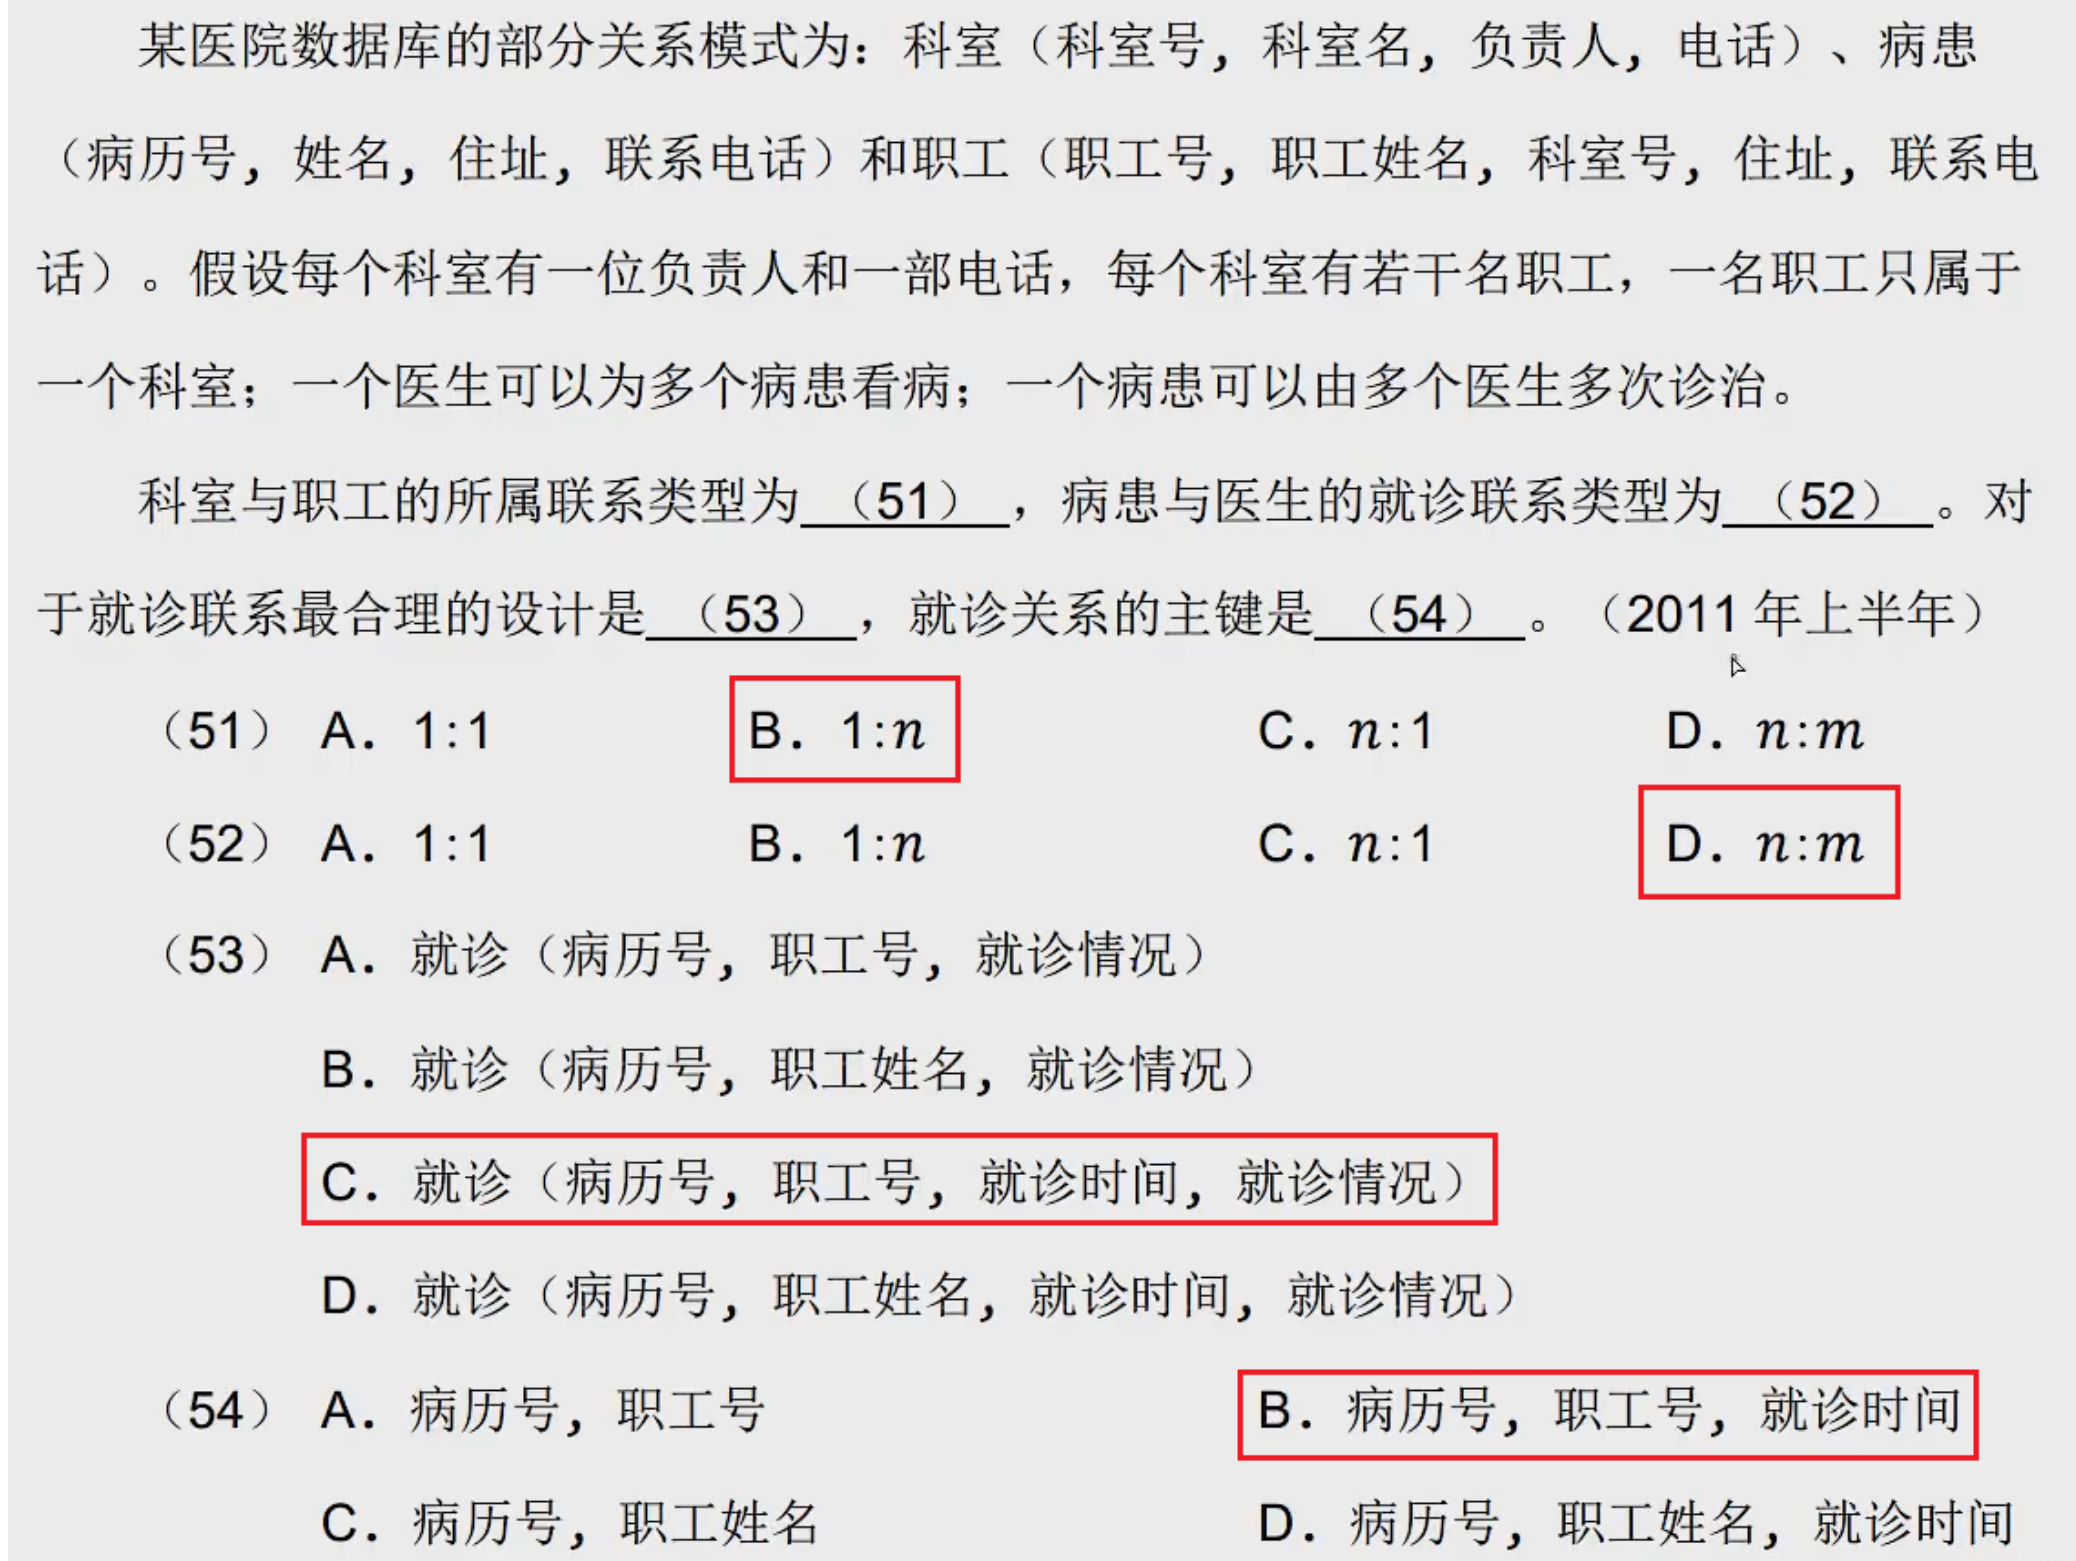 某医院数据库的部分关系模式为：科室（科室号，科室名，负责人，电话）、病患
（病历号，姓名，住址，联系电话）和职工（职工号，职工姓名，科室号，住址，联系电
话）。假设每个科室有一位负责人和一部电话，每个科室有若干名职工，一名职工只属于
一个科室；一个医生可以为多个病患看病；一个病患可以由多个医生多次诊治。
科室与职工的所属联系类型为（51），病患与医生的就诊联系类型为（52）。对
于就诊联系最合理的设计是（53），就诊关系的主键是（54）。（2011 年上半年）
（51） A. 1:1 B. 1:n C. n:1 D. n:m
（52） A. 1:1 B. 1:n C. n:1 D. n:m
（53） A. 就诊（病历号，职工号，就诊情况）
B. 就诊（病历号，职工姓名，就诊情况）
C. 就诊（病历号，职工号，就诊时间，就诊情况）
D. 就诊（病历号，职工姓名，就诊时间，就诊情况）
（54） A. 病历号，职工号 B. 病历号，职工号，就诊时间
C. 病历号，职工姓名 D. 病历号，职工姓名，就诊时间